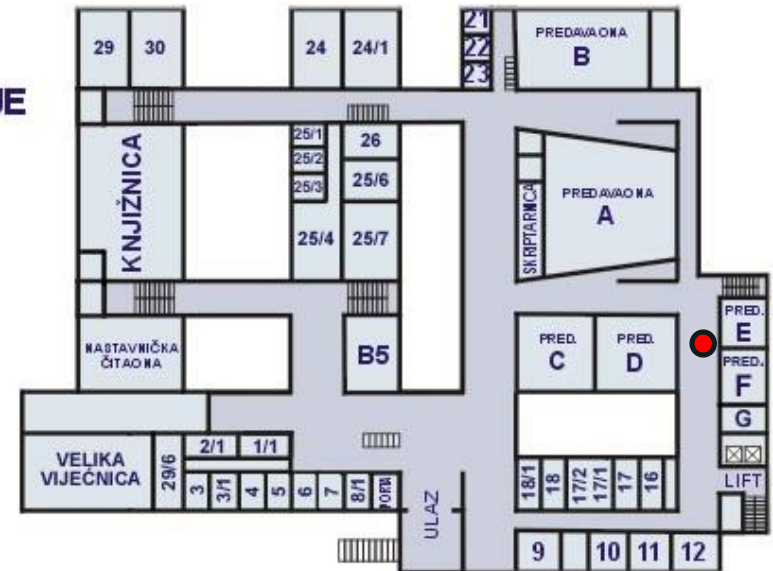 JE
29
30
24
24/1
21
22
23
PREDAVAONA
B
KNJIŽNICA
25/1
25/2
25/3
25/4
26
25/6
25/7
SKRIPTARNICA
PREDAVAONA
A
NASTAVNIČKA
ČITAONA
B5
PRED.
C
PRED.
D
PRED.
E
PRED.
F
G
LIFT
VELIKA
VIJEĆNICA
29/6
2/1
1/1
3
3/1
4
5
6
7
8/1
PORTA
ULAZ
18/1
18
17/2
17/1
17
16
9
10
11
12